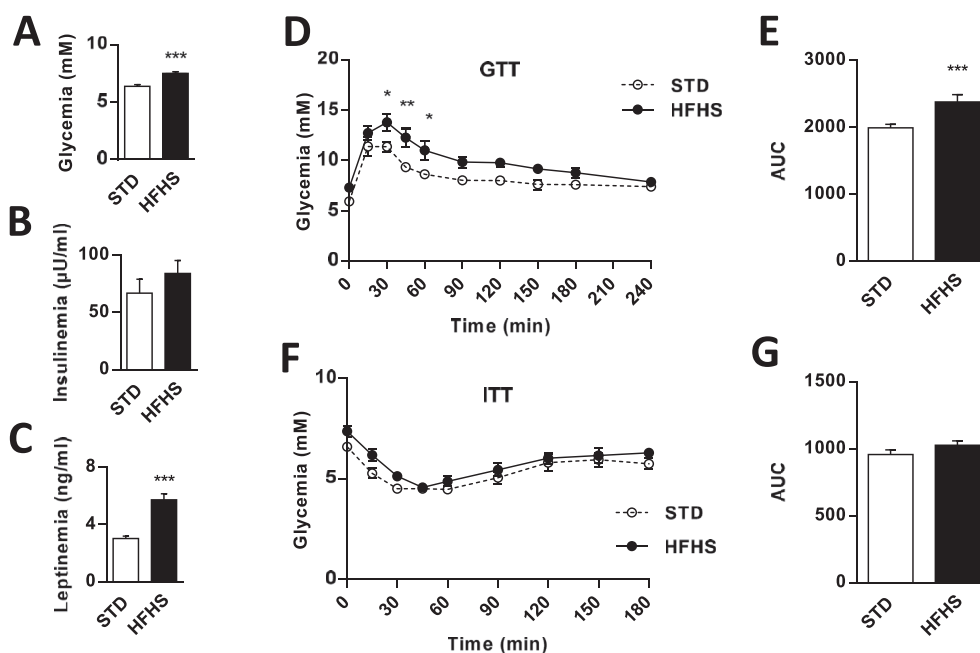 A
Glycemia (mM)
10
5
0
***
STD
HFHS
B
Insulinemia (µU/ml)
100
50
0
STD
HFHS
C
Leptinemia (ng/ml)
8
4
0
***
STD
HFHS
D
GTT
Glycemia (mM)
20
15
10
5
0
*
**
*
STD
HFHS
0 30 60 90 120 150 180 210 240
Time (min)
E
AUC
3000
2000
1000
0
***
STD
HFHS
F
ITT
Glycemia (mM)
10
5
0
STD
HFHS
0 30 60 90 120 150 180
Time (min)
G
AUC
1500
1000
500
0
STD
HFHS